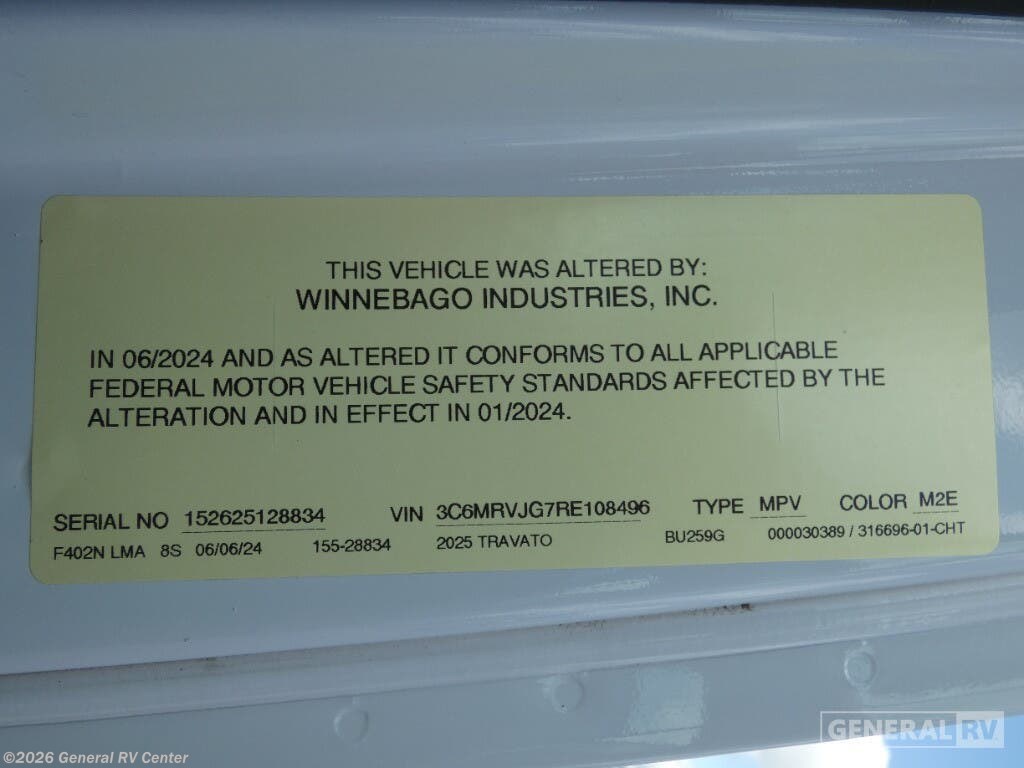 THIS VEHICLE WAS ALTERED BY:
WINNEBAGO INDUSTRIES, INC.
IN 06/2024 AND AS ALTERED IT CONFORMS TO ALL APPLICABLE
FEDERAL MOTOR VEHICLE SAFETY STANDARDS AFFECTED BY THE
ALTERATION AND IN EFFECT IN 01/2024.
SERIAL NO 152625128834 VIN 3C6MRVJG7RE108496 TYPE MPV COLOR M2E
F402N LMA 8S 06/06/24 155-28834 2025 TRAVATO BU259G 000030389 / 316696-01-CHT
GENERAL RV
©2026 General RV Center